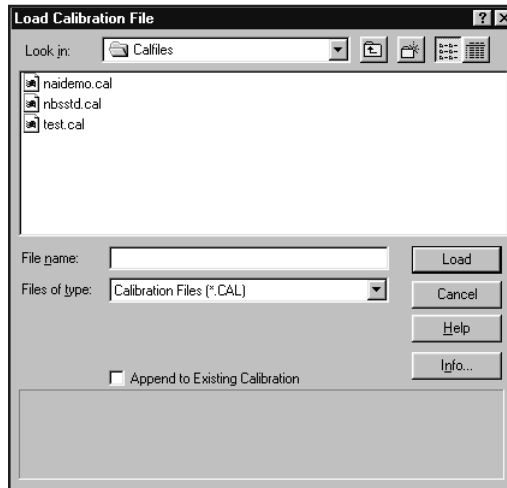 Load Calibration File
Look in: Calfiles
naidemo.cal
nbsstd.cal
test.cal
File name: Load
Files of type: Calibration Files (*.CAL) Cancel
Help
Info...
Append to Existing Calibration